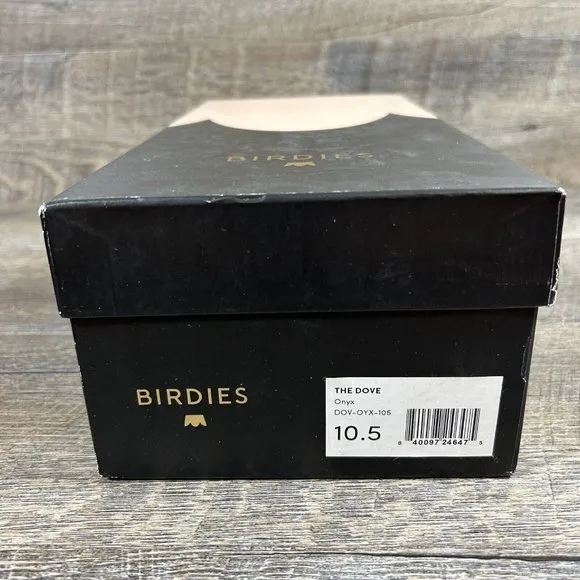 BIRDIES
BIRDIES
THE DOVE
Onyx
DOV-OYX-105
10.5
8 40097 24647 5